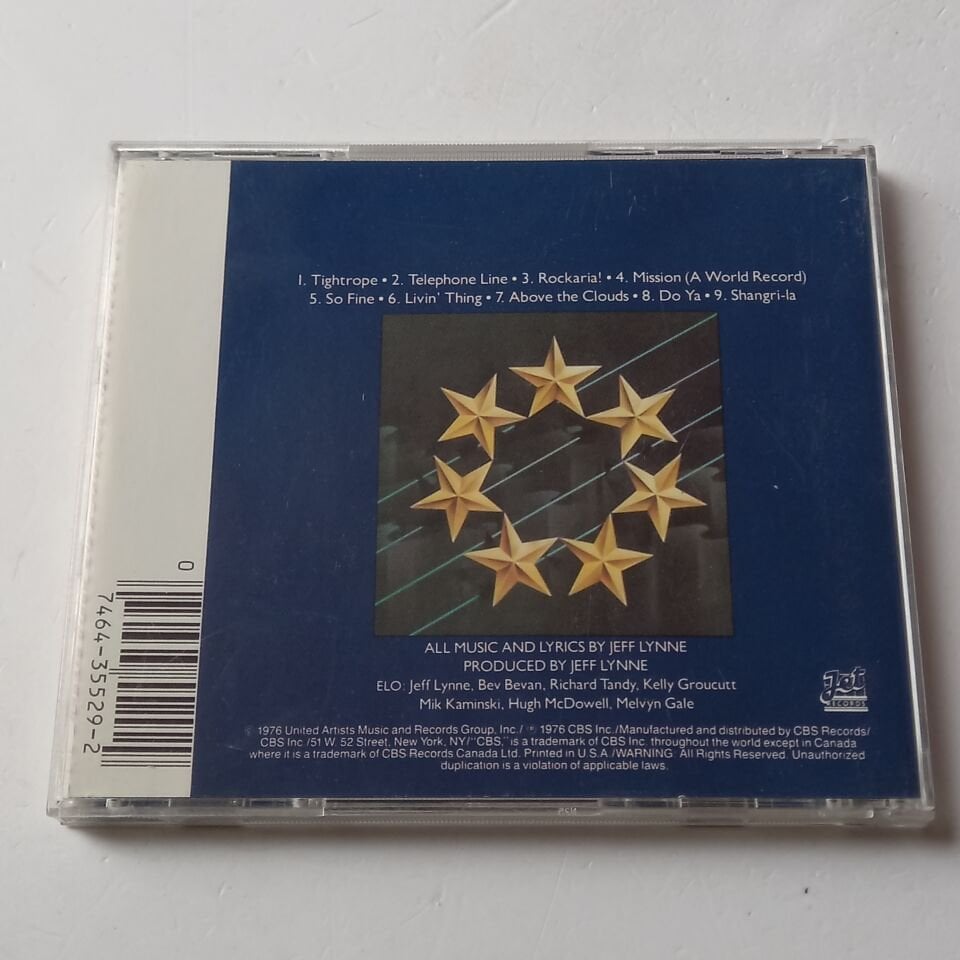 1. Tightrope • 2. Telephone Line • 3. Rockaria! • 4. Mission (A World Record)
5. So Fine • 6. Livin' Thing • 7. Above the Clouds • 8. Do Ya • 9. Shangri-la
ALL MUSIC AND LYRICS BY JEFF LYNNE
PRODUCED BY JEFF LYNNE
ELO: Jeff Lynne, Bev Bevan, Richard Tandy, Kelly Groucutt
Mik Kaminski, Hugh McDowell, Melvyn Gale
Jet
RECORDS
© 1976 United Artists Music and Records Group, Inc./ ℗ 1976 CBS Inc./Manufactured and distributed by CBS Records/
CBS Inc./51 W. 52 Street, New York, NY/"CBS," is a trademark of CBS Inc. throughout the world except in Canada
where it is a trademark of CBS Records Canada Ltd. Printed in U.S.A./WARNING: All Rights Reserved. Unauthorized
duplication is a violation of applicable laws.
0
7464-35529-2